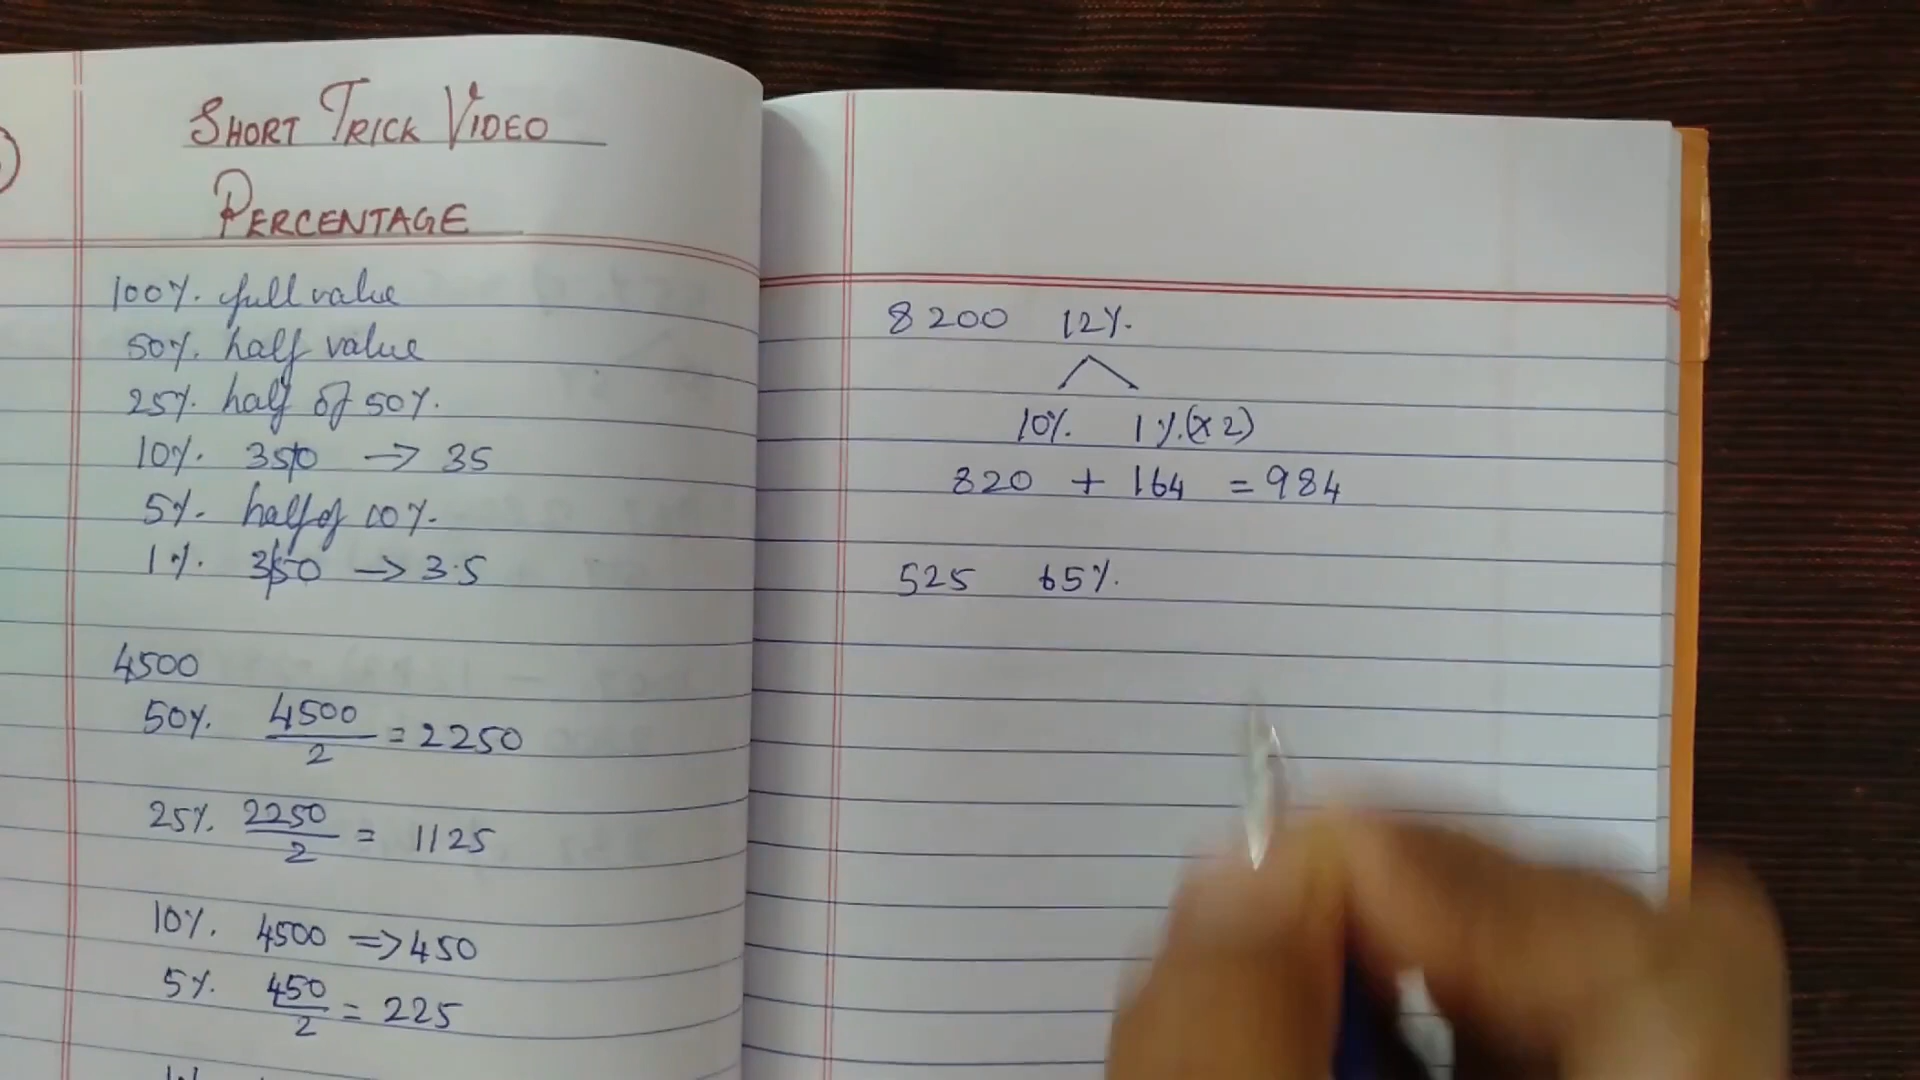 SHORT TRICK VIDEO
PERCENTAGE
100%. full value
50%. half value
25%. half of 50%.
10%. 350 → 35
5%. half of 10%.
1%. 350 → 3.5
4500
50%. 4500/2 = 2250
25%. 2250/2 = 1125
10%. 4500 => 450
5%. 450/2 = 225
8200 12%.
10%. 1%.(x2)
820 + 164 = 984
525 65%.